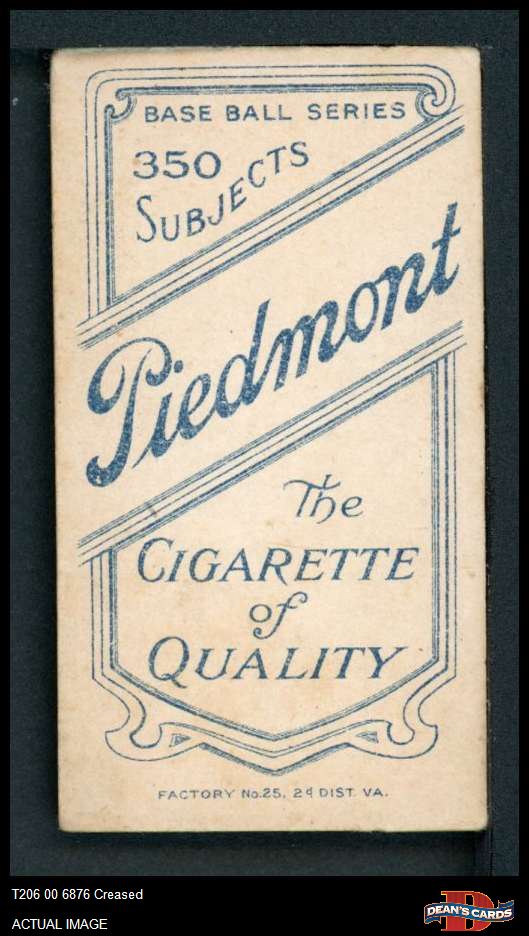 BASE BALL SERIES
350
SUBJECTS
Piedmont
The
CIGARETTE
of
QUALITY
FACTORY No. 25. 2d DIST. VA.
T206 00 6876 Creased
ACTUAL IMAGE
D
DEAN'S CARDS